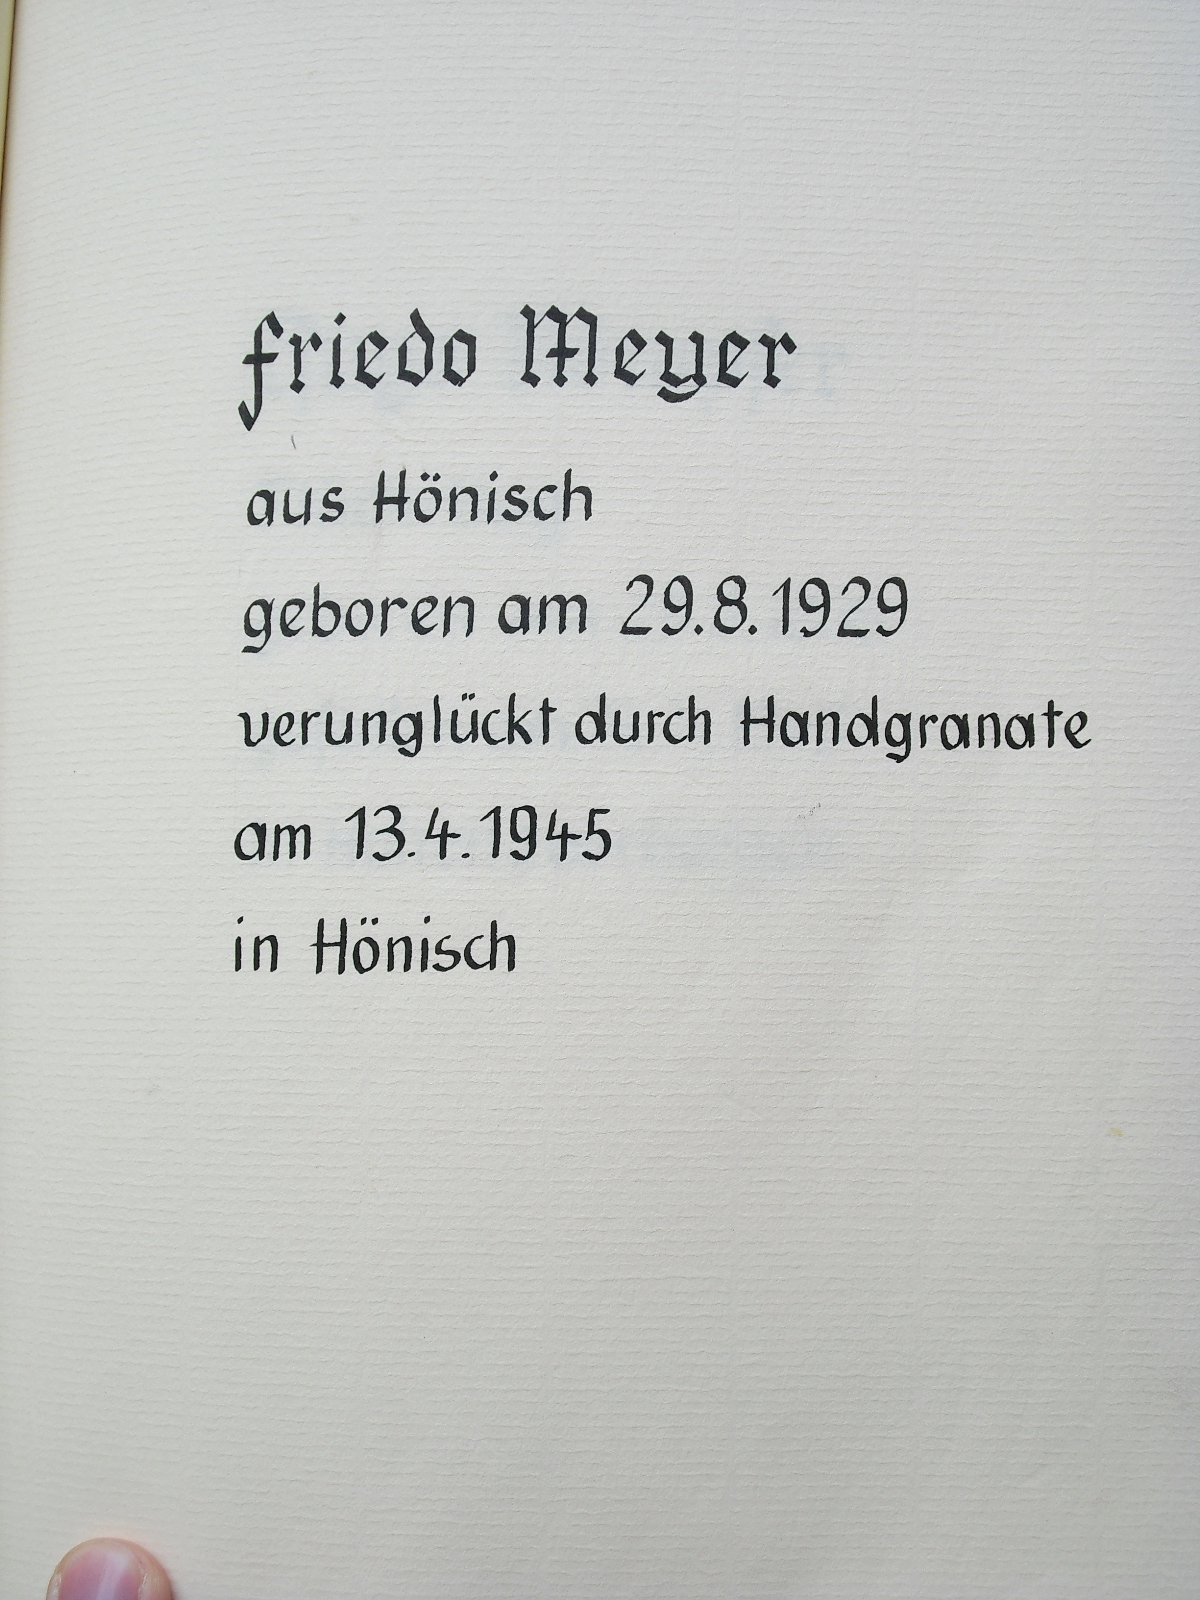 Friedo Meyer
aus Hönisch
geboren am 29.8.1929
verunglückt durch Handgranate
am 13.4.1945
in Hönisch